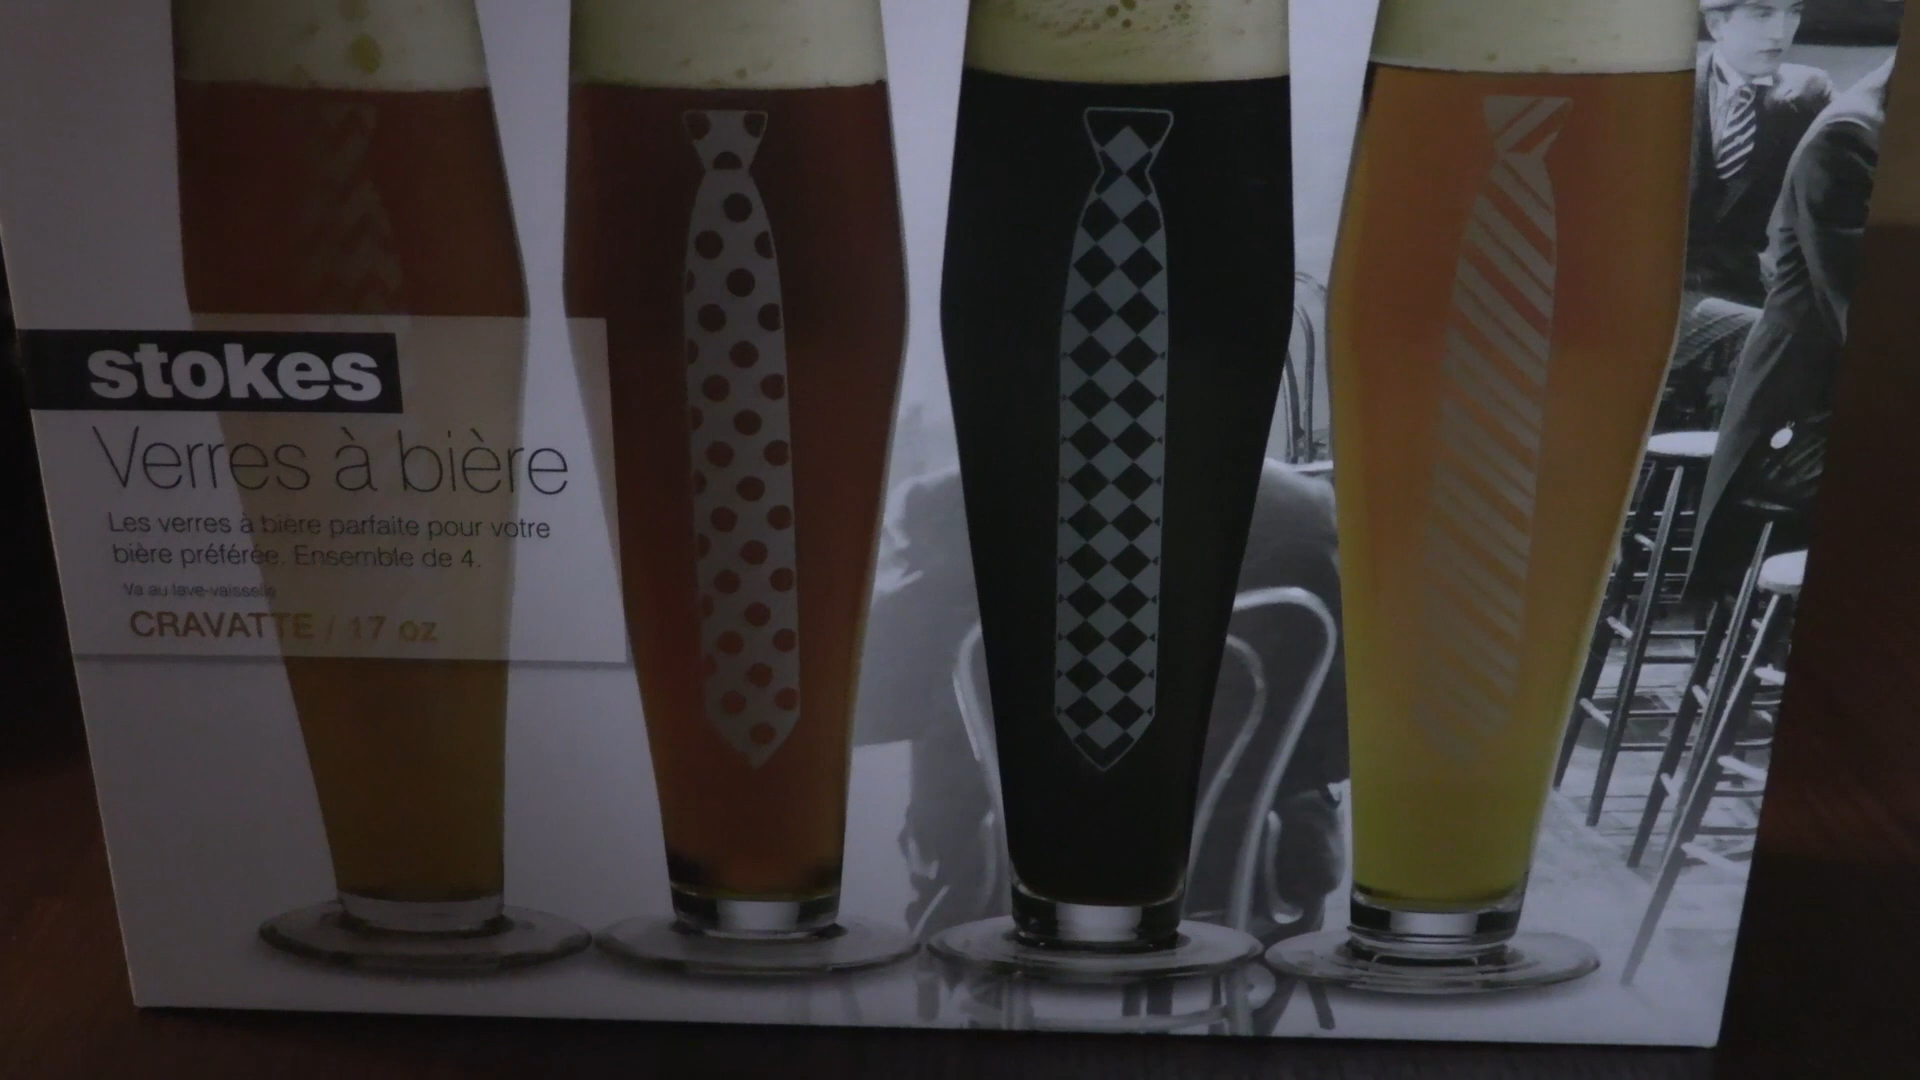 stokes
Verres à bière
Les verres à bière parfaite pour votre
bière préférée. Ensemble de 4.
Va au lave-vaisselle
CRAVATTE / 17 oz